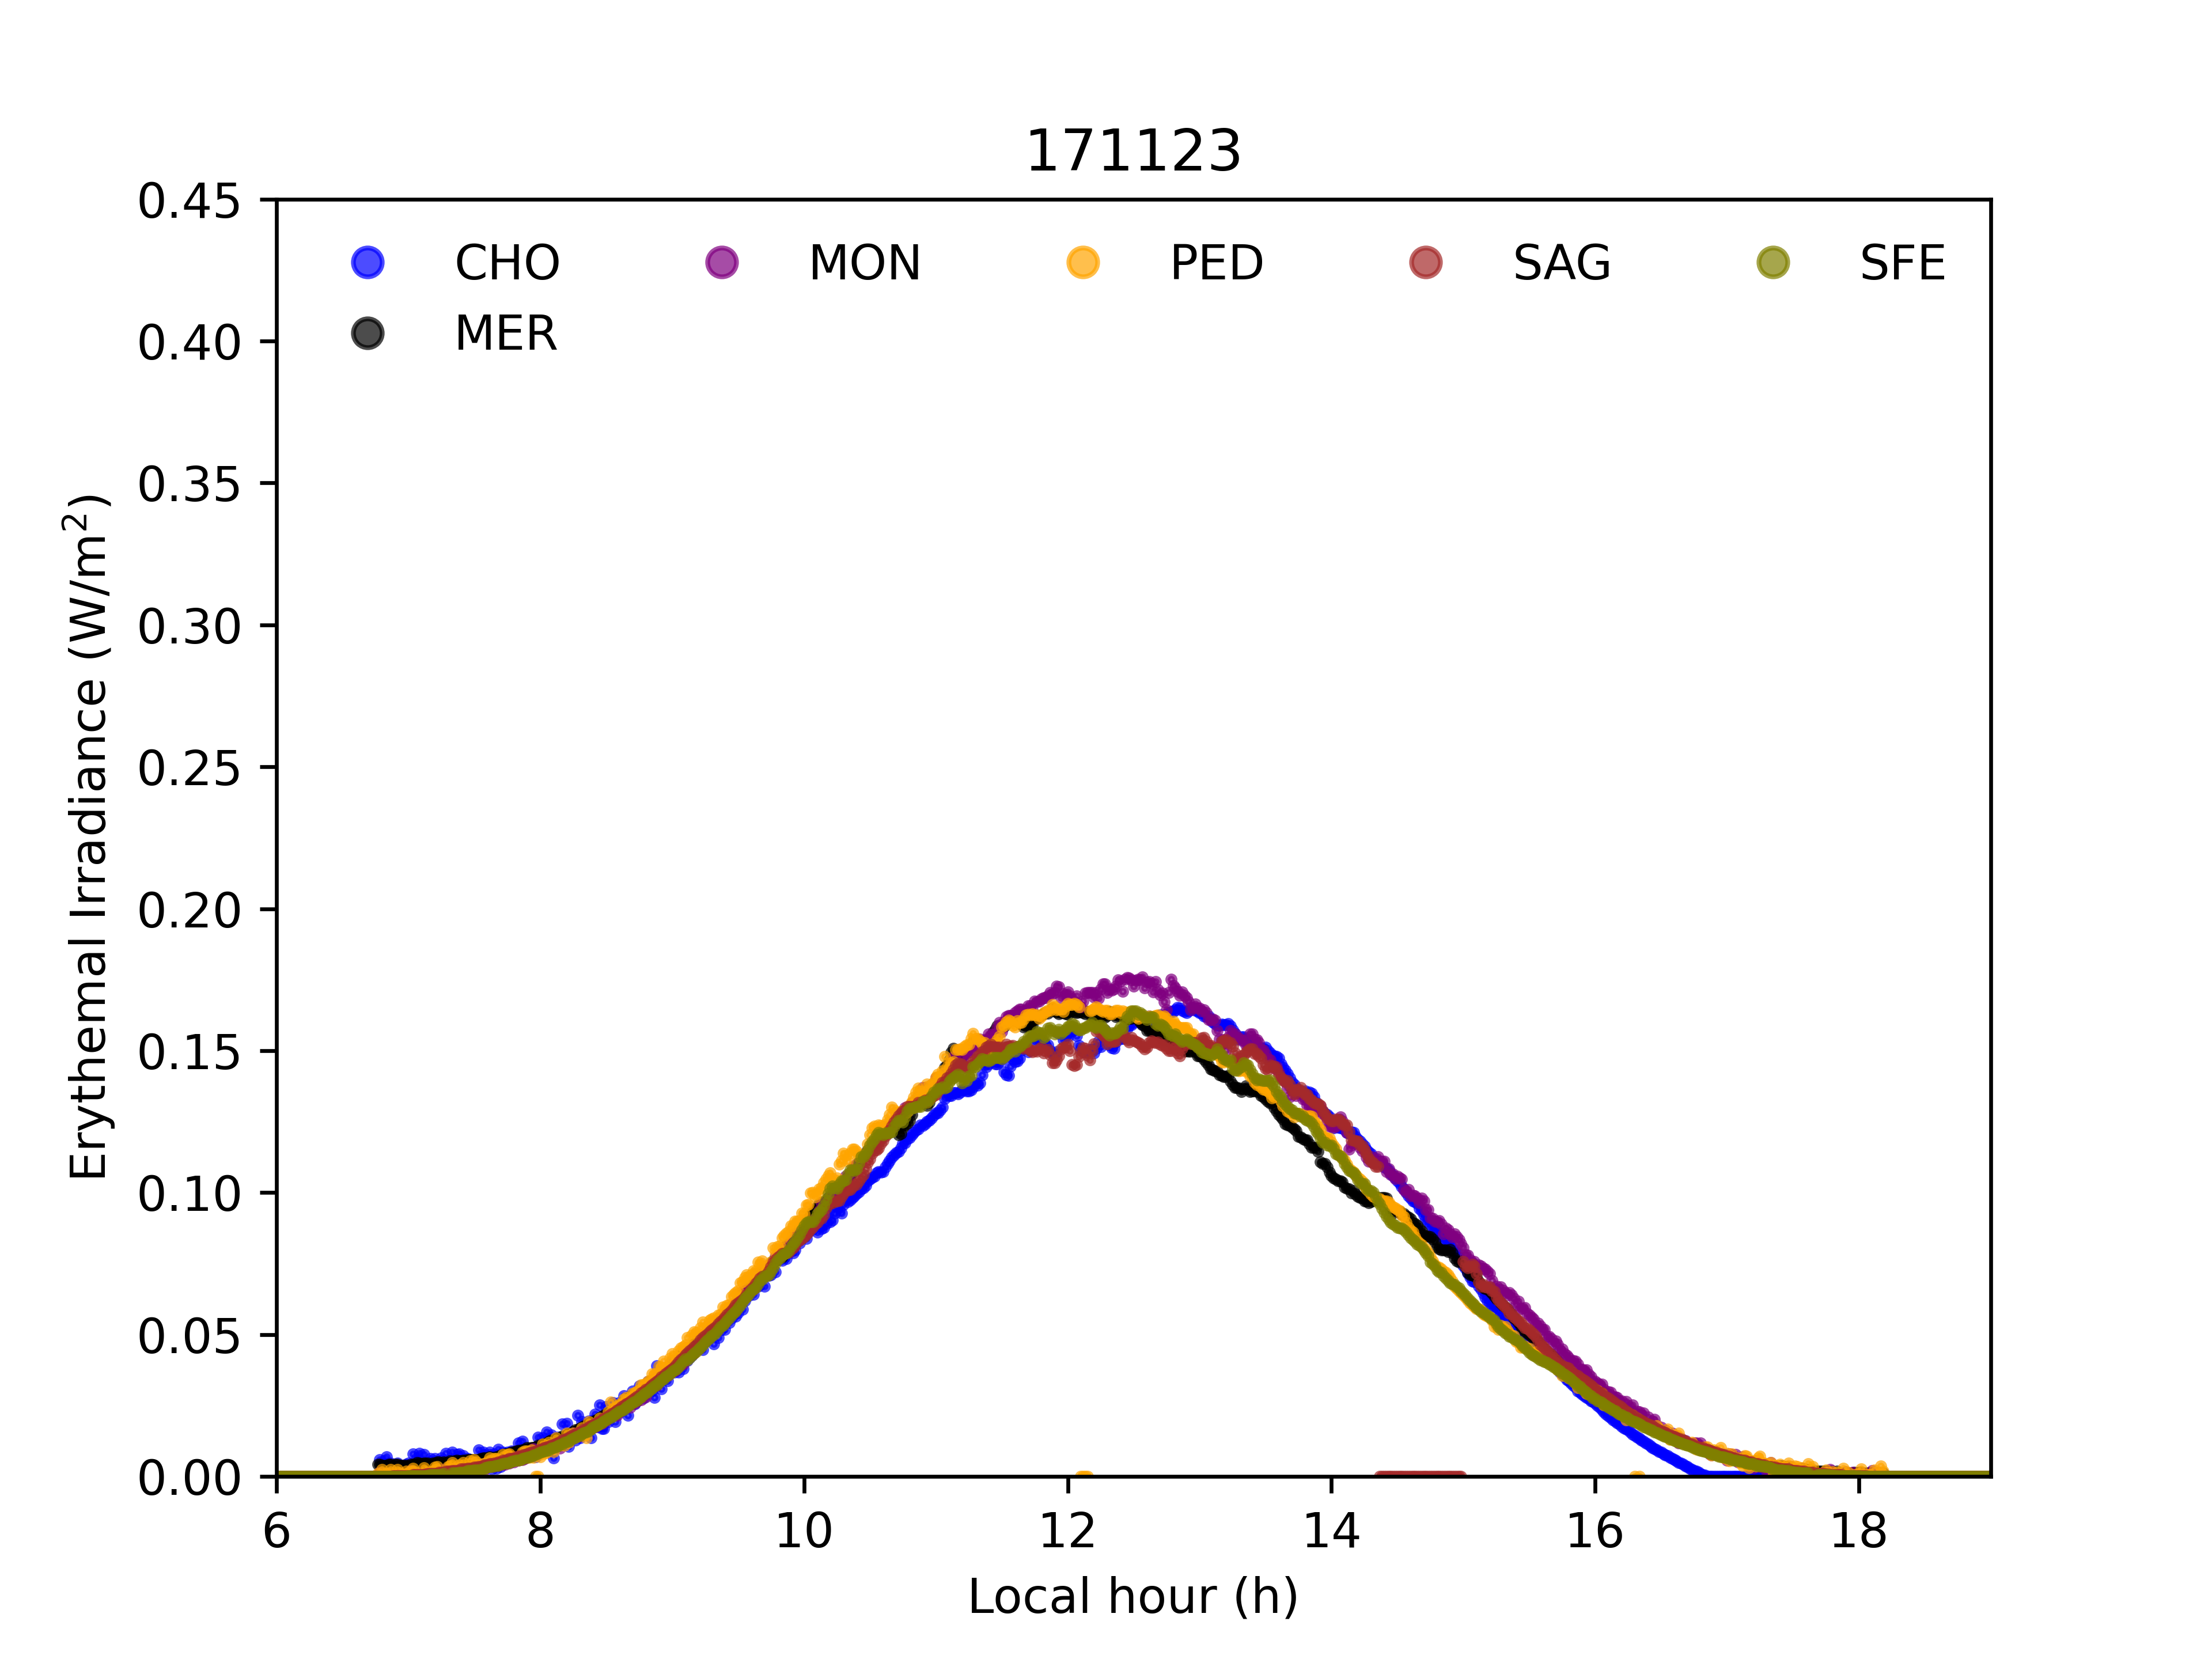 171123
0.45
0.40
0.35
0.30
0.25
0.20
0.15
0.10
0.05
0.00
Erythemal Irradiance (W/m²)
CHO MON PED SAG SFE
MER
6 8 10 12 14 16 18
Local hour (h)